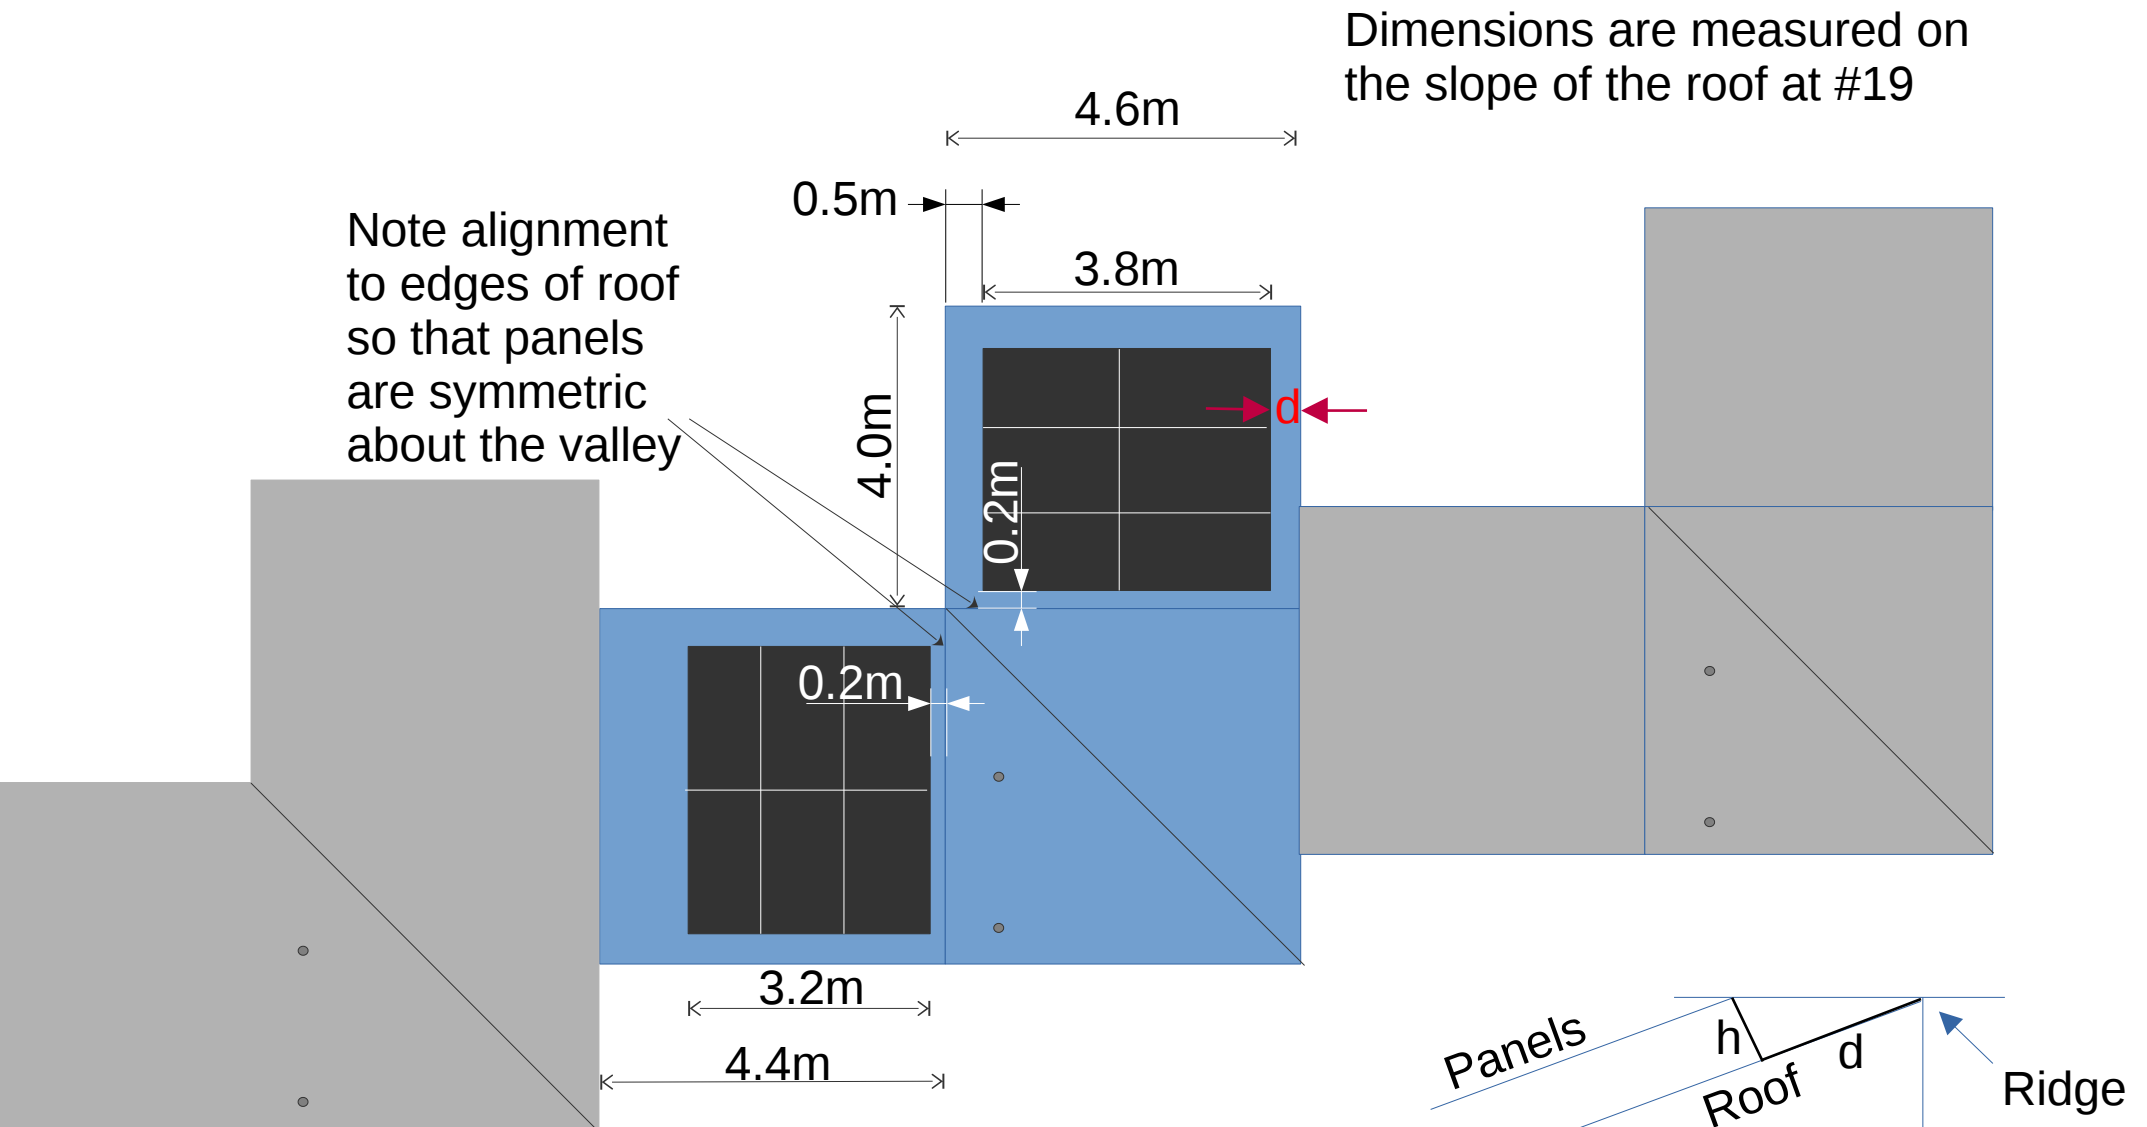 Dimensions are measured on
the slope of the roof at #19
4.6m
0.5m
Note alignment
to edges of roof
so that panels
are symmetric
about the valley
3.8m
4.0m
d
0.2m
0.2m
3.2m
4.4m
Panels
h
d
Roof
Ridge